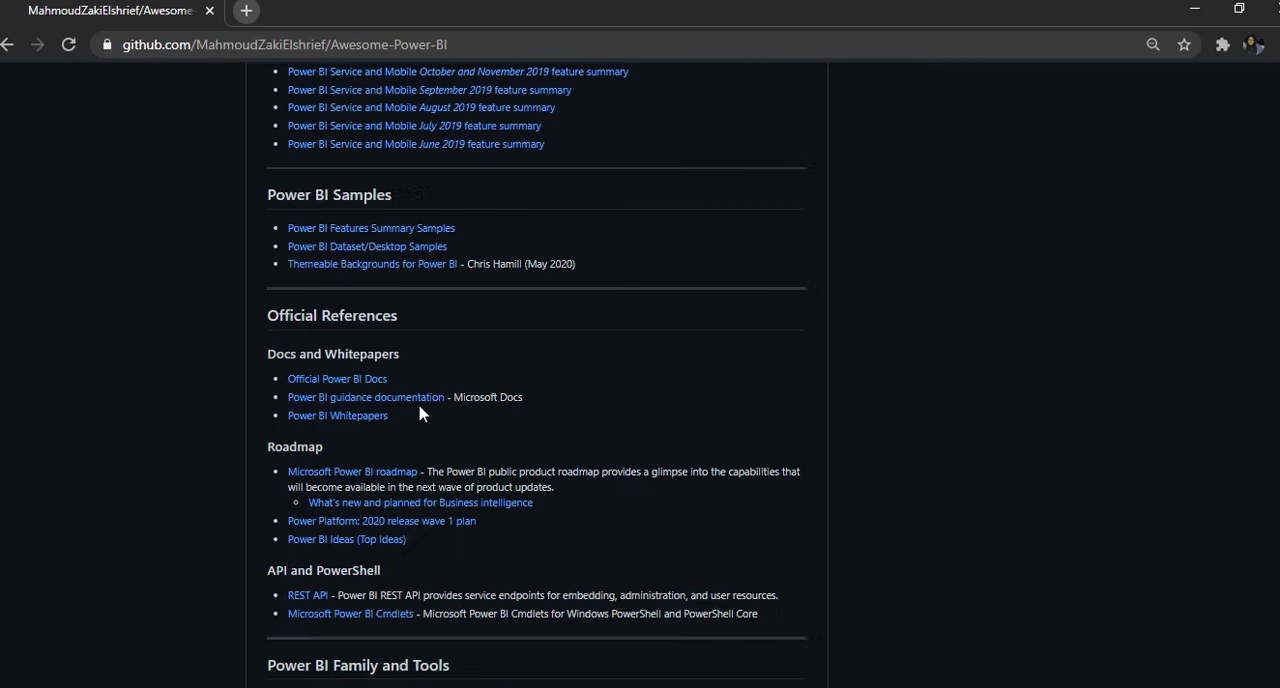 MahmoudZakiElshrief/Awesome-
github.com/MahmoudZakiElshrief/Awesome-Power-BI
Power BI Service and Mobile October and November 2019 feature summary
Power BI Service and Mobile September 2019 feature summary
Power BI Service and Mobile August 2019 feature summary
Power BI Service and Mobile July 2019 feature summary
Power BI Service and Mobile June 2019 feature summary
Power BI Samples
Power BI Features Summary Samples
Power BI Dataset/Desktop Samples
Themeable Backgrounds for Power BI - Chris Hamill (May 2020)
Official References
Docs and Whitepapers
Official Power BI Docs
Power BI guidance documentation - Microsoft Docs
Power BI Whitepapers
Roadmap
Microsoft Power BI roadmap - The Power BI public product roadmap provides a glimpse into the capabilities that
will become available in the next wave of product updates.
What's new and planned for Business intelligence
Power Platform: 2020 release wave 1 plan
Power BI Ideas (Top Ideas)
API and PowerShell
REST API - Power BI REST API provides service endpoints for embedding, administration, and user resources.
Microsoft Power BI Cmdlets - Microsoft Power BI Cmdlets for Windows PowerShell and PowerShell Core
Power BI Family and Tools